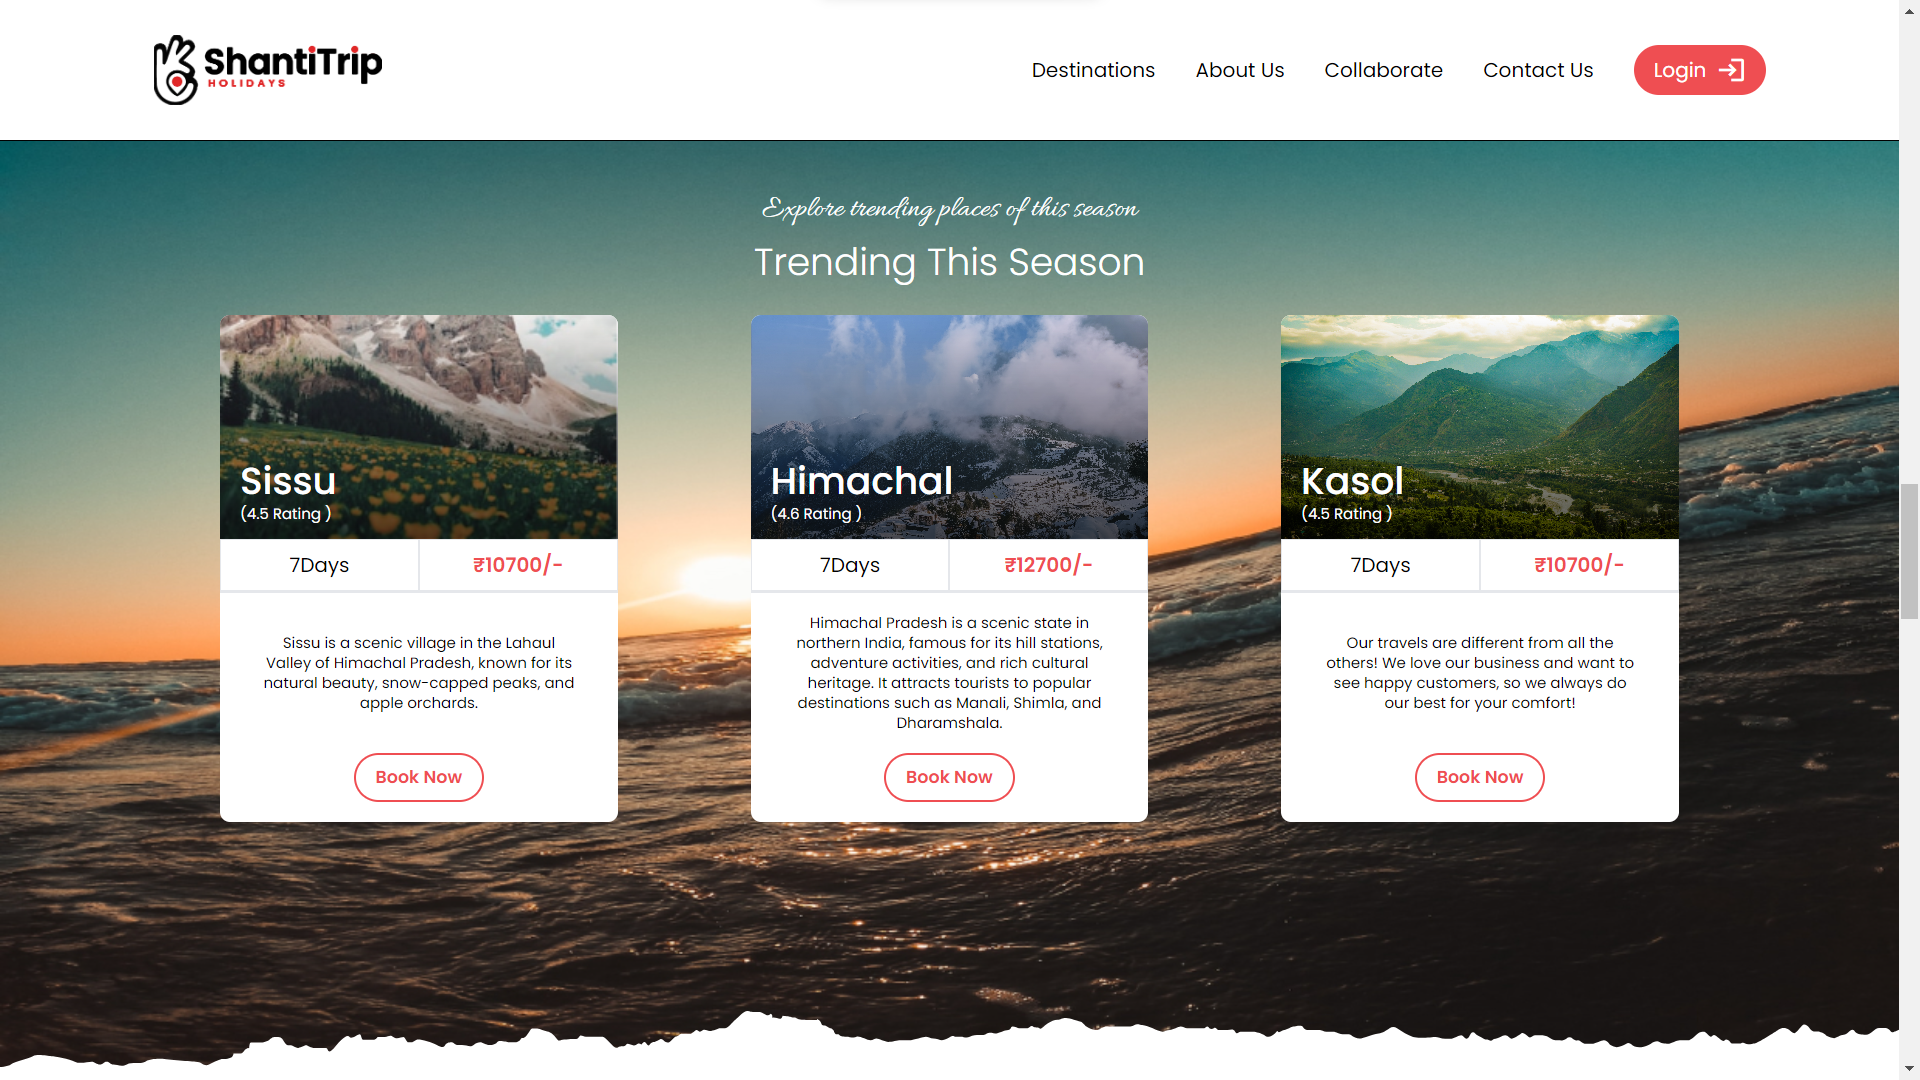 ShantiTrip
HOLIDAYS
Destinations
About Us
Collaborate
Contact Us
Login
Explore trending places of this season
Trending This Season
Sissu
(4.5 Rating )
7Days
₹10700/-
Sissu is a scenic village in the Lahaul
Valley of Himachal Pradesh, known for its
natural beauty, snow-capped peaks, and
apple orchards.
Book Now
Himachal
(4.6 Rating )
7Days
₹12700/-
Himachal Pradesh is a scenic state in
northern India, famous for its hill stations,
adventure activities, and rich cultural
heritage. It attracts tourists to popular
destinations such as Manali, Shimla, and
Dharamshala.
Book Now
Kasol
(4.5 Rating )
7Days
₹10700/-
Our travels are different from all the
others! We love our business and want to
see happy customers, so we always do
our best for your comfort!
Book Now